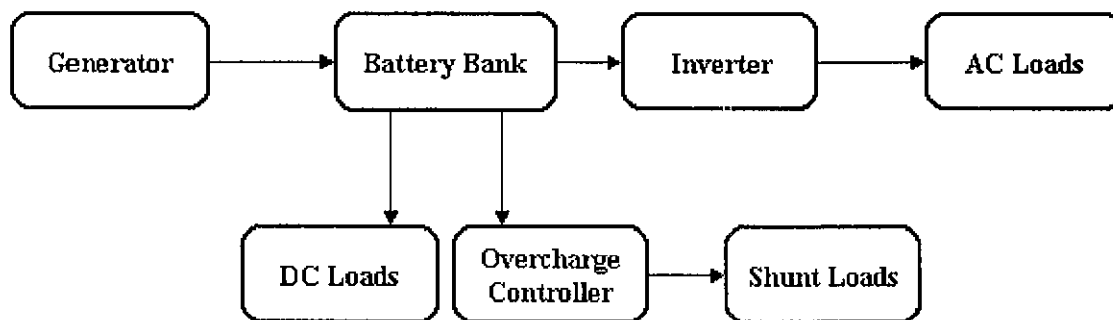 Generator
Battery Bank
Inverter
AC Loads
DC Loads
Overcharge
Controller
Shunt Loads